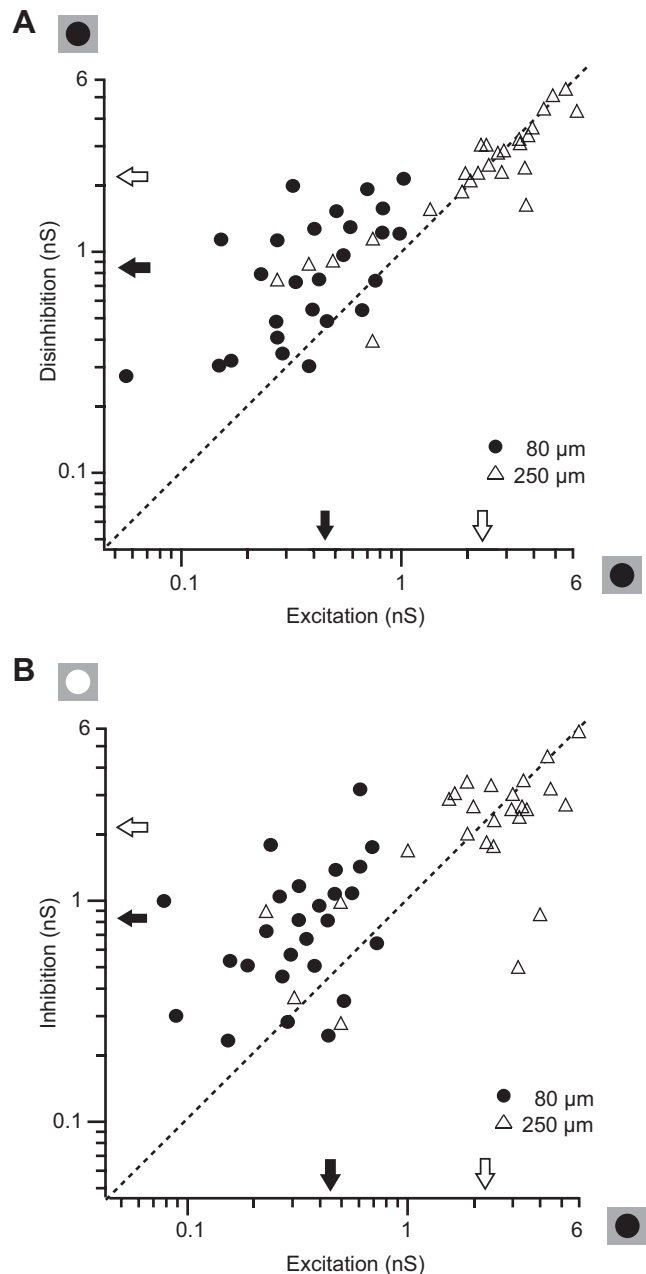 A
6
1
0.1
Disinhibition (nS)
80 µm
250 µm
0.1
1
6
Excitation (nS)
B
6
1
0.1
Inhibition (nS)
80 µm
250 µm
0.1
1
6
Excitation (nS)